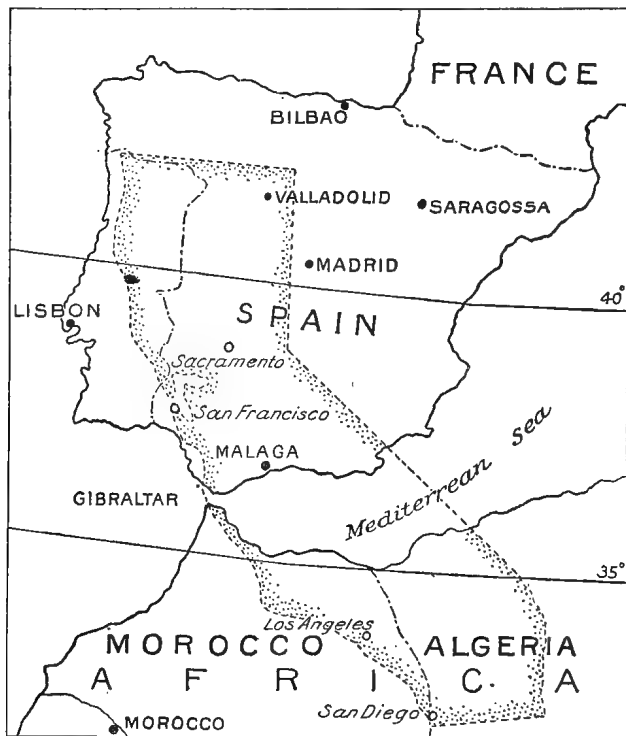 FRANCE
BILBAO
VALLADOLID
SARAGOSSA
MADRID
40°
LISBON
SPAIN
Sacramento
San Francisco
MALAGA
Mediterrean Sea
GIBRALTAR
35°
Los Angeles
MOROCCO
ALGERIA
AFRICA
San Diego
MOROCCO